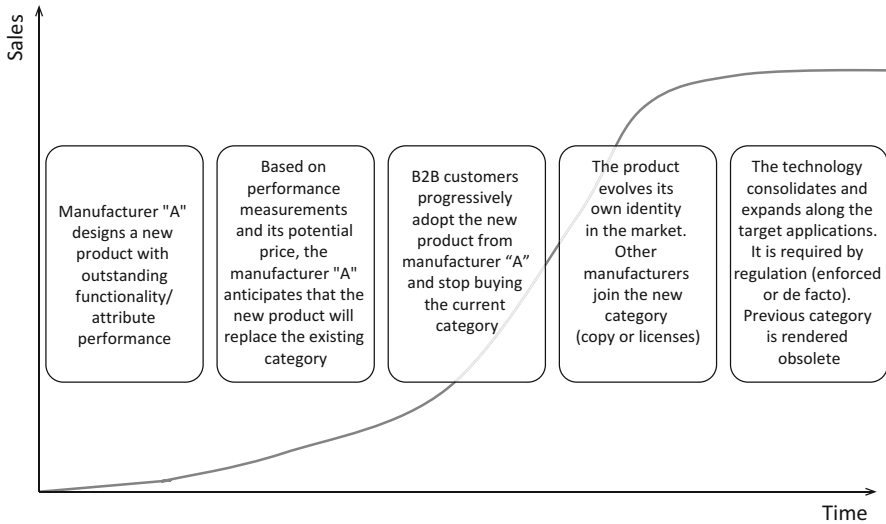 Sales
Manufacturer "A"
designs a new
product with
outstanding
functionality/
attribute
performance
Based on
performance
measurements
and its potential
price, the
manufacturer "A"
anticipates that the
new product will
replace the existing
category
B2B customers
progressively
adopt the new
product from
manufacturer “A”
and stop buying
the current
category
The product
evolves its
own identity
in the market.
Other
manufacturers
join the new
category
(copy or licenses)
The technology
consolidates and
expands along the
target applications.
It is required by
regulation (enforced
or de facto).
Previous category
is rendered
obsolete
Time